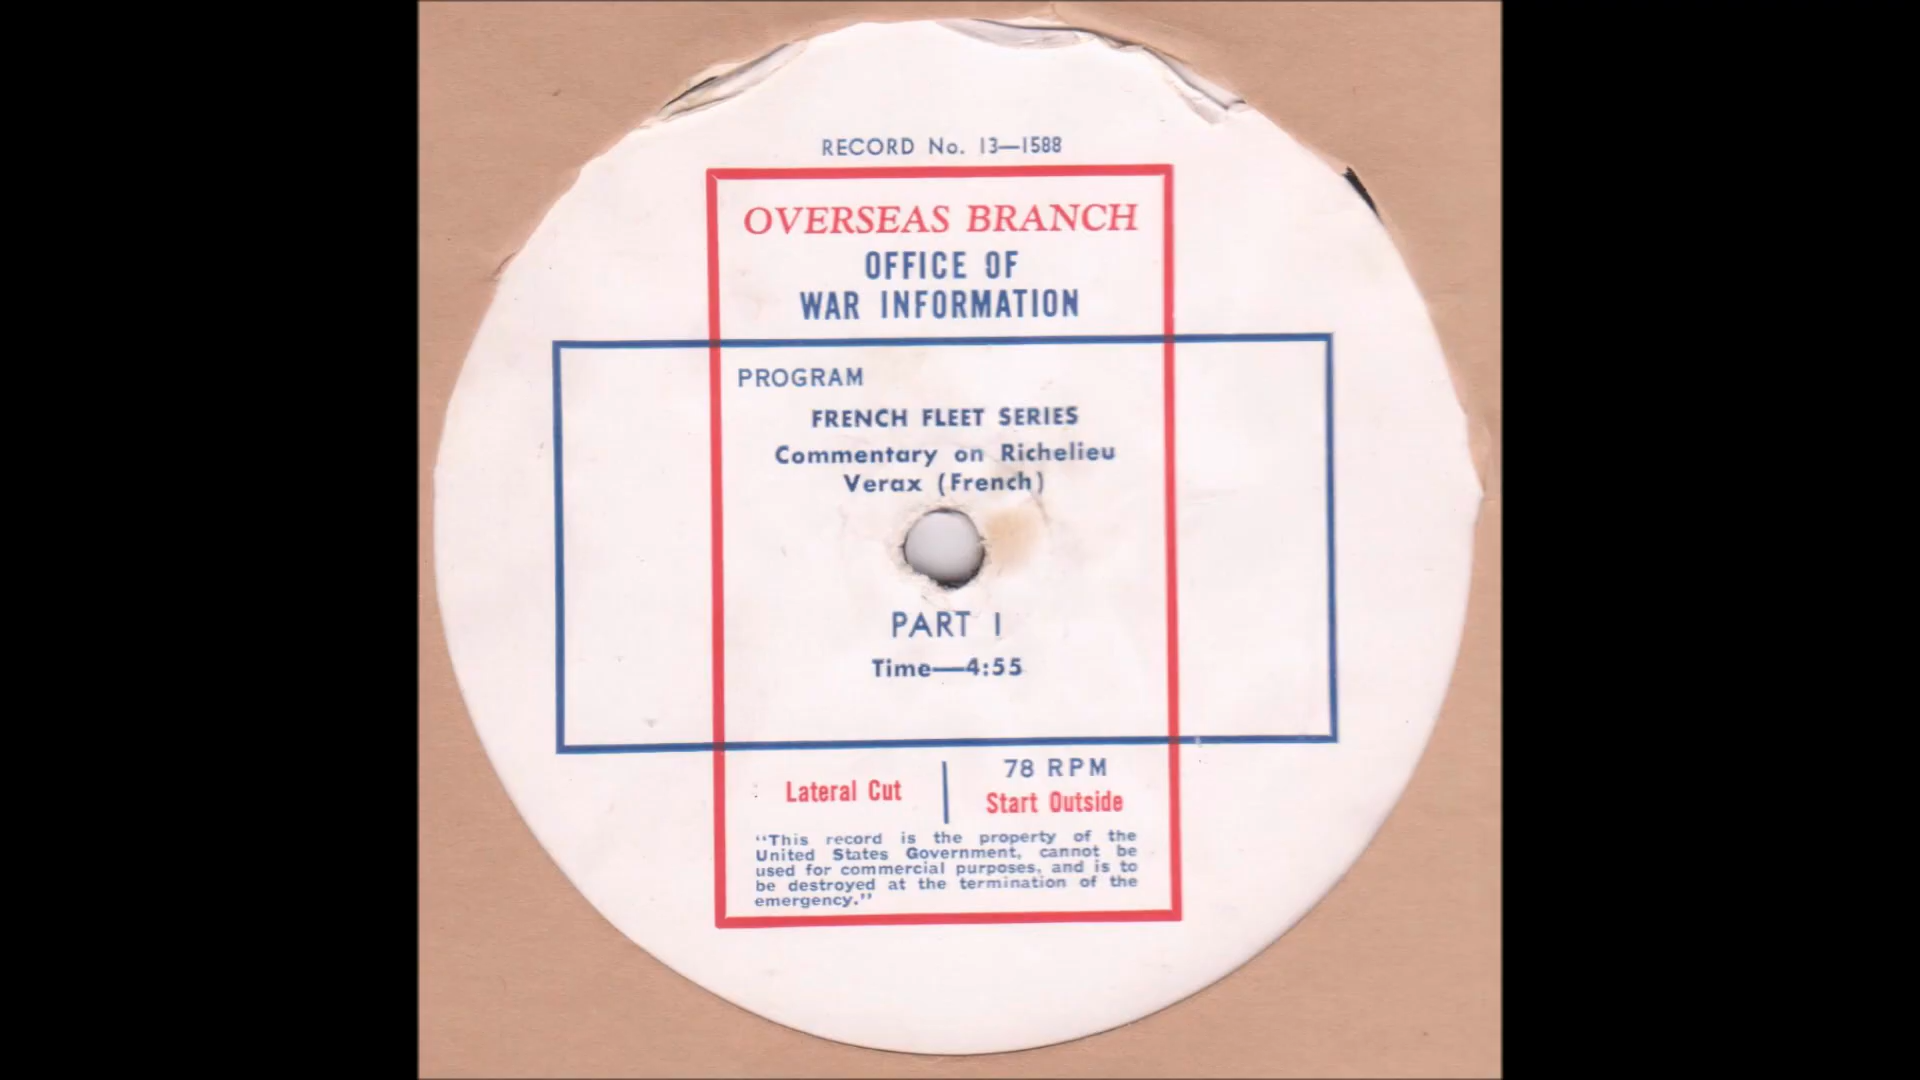 RECORD No. 13—1588
OVERSEAS BRANCH
OFFICE OF
WAR INFORMATION
PROGRAM
FRENCH FLEET SERIES
Commentary on Richelieu
Verax (French)
PART I
Time—4:55
Lateral Cut
78 RPM
Start Outside
“This record is the property of the
United States Government, cannot be
used for commercial purposes, and is to
be destroyed at the termination of the
emergency.”